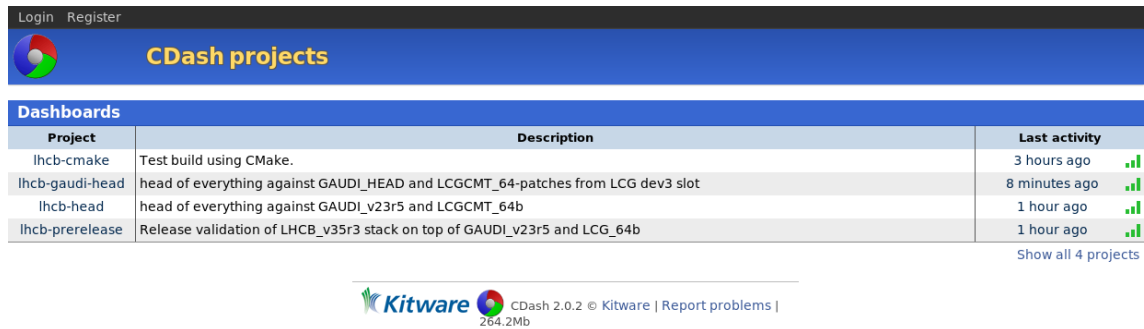 Login Register
CDash projects
Dashboards
Project Description Last activity
lhcb-cmake Test build using CMake. 3 hours ago
lhcb-gaudi-head head of everything against GAUDI_HEAD and LCGCMT_64-patches from LCG dev3 slot 8 minutes ago
lhcb-head head of everything against GAUDI_v23r5 and LCGCMT_64b 1 hour ago
lhcb-prerelease Release validation of LHCB_v35r3 stack on top of GAUDI_v23r5 and LCG_64b 1 hour ago
Show all 4 projects
Kitware CDash 2.0.2 © Kitware | Report problems |
264.2Mb